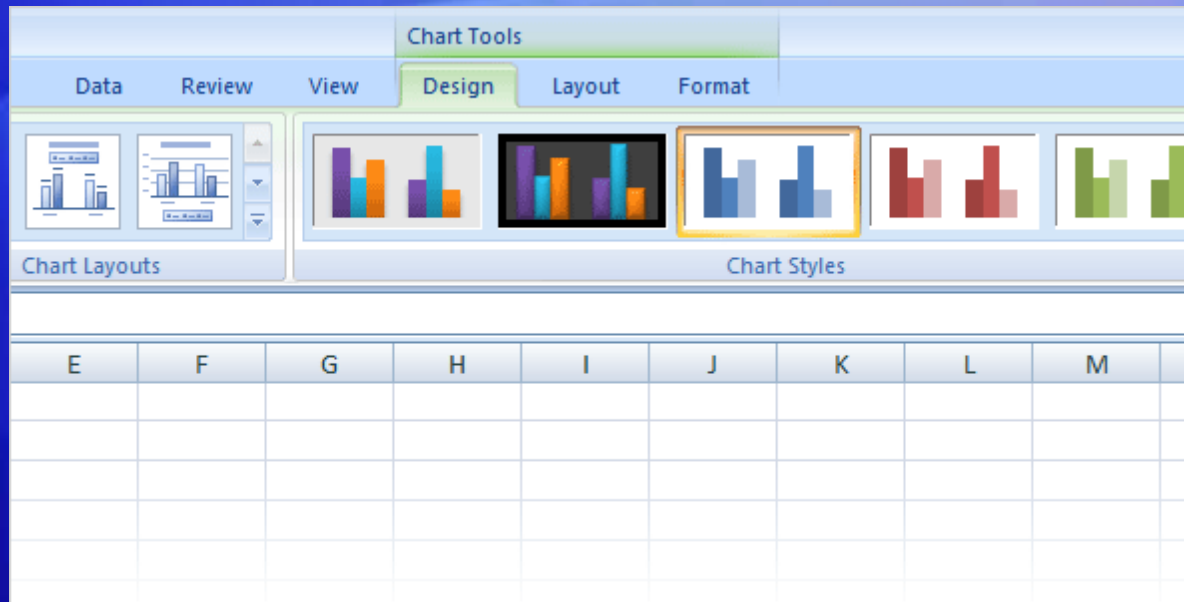 Chart Tools
Data Review View Design Layout Format
Chart Layouts Chart Styles
E F G H I J K L M